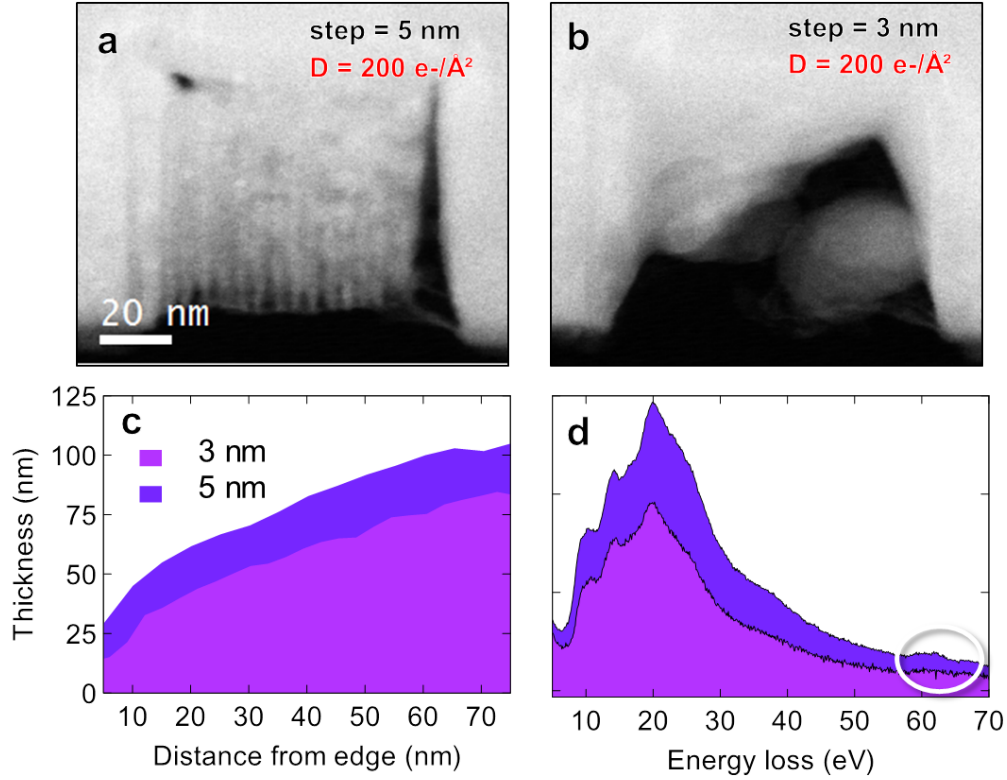 a
step = 5 nm
D = 200 e-/Å²
20 nm
b
step = 3 nm
D = 200 e-/Å²
c
3 nm
5 nm
Thickness (nm)
125
100
75
50
25
0
10 20 30 40 50 60 70
Distance from edge (nm)
d
10 20 30 40 50 60 70
Energy loss (eV)